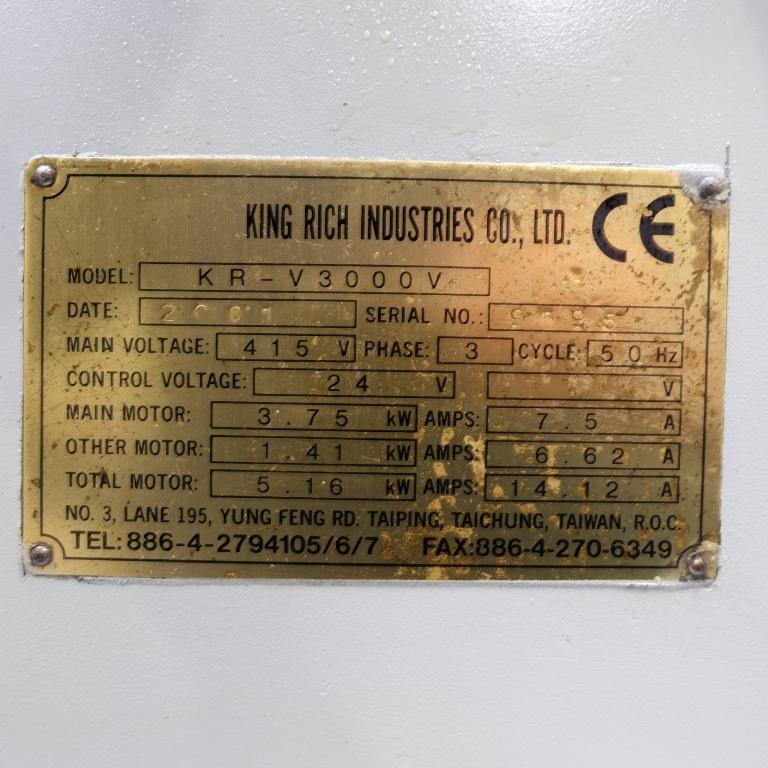 KING RICH INDUSTRIES CO., LTD. CE
MODEL: KR-V3000V
DATE: 2001 SERIAL NO.:
MAIN VOLTAGE: 415 V PHASE: 3 CYCLE: 50 Hz
CONTROL VOLTAGE: 24 V V
MAIN MOTOR: 3.75 kW AMPS: 7.5 A
OTHER MOTOR: 1.41 kW AMPS: 6.62 A
TOTAL MOTOR: 5.16 kW AMPS: 14.12 A
NO. 3, LANE 195, YUNG FENG RD. TAIPING, TAICHUNG, TAIWAN, R.O.C.
TEL: 886-4-2794105/6/7 FAX:886-4-270-6349